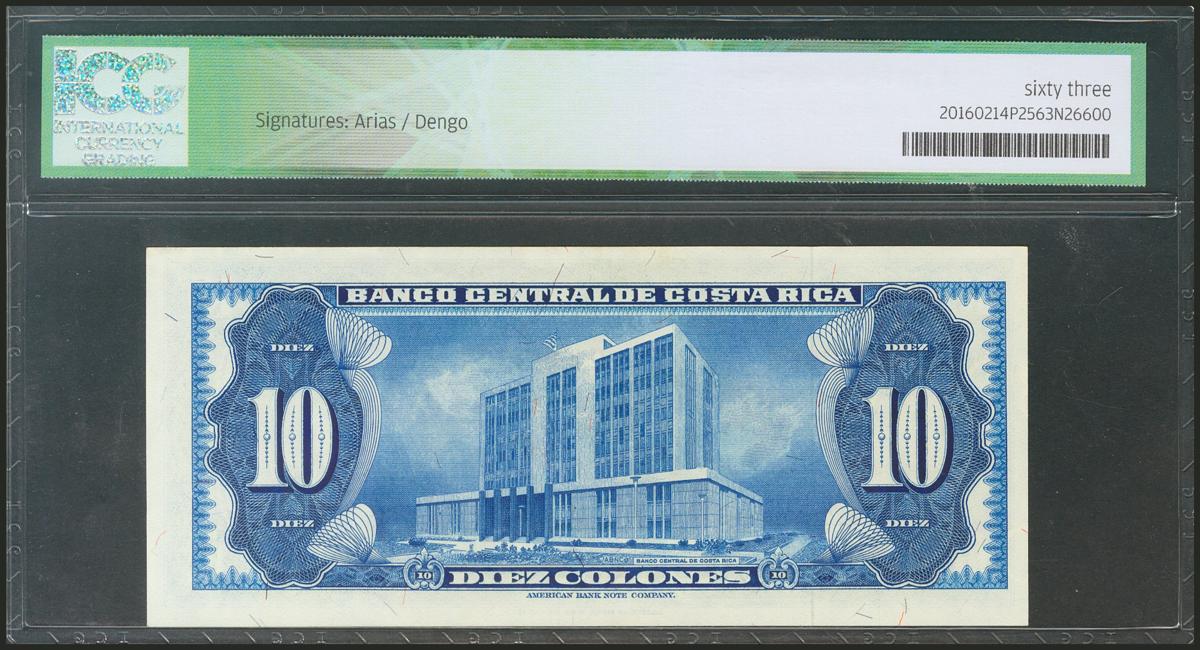 ICG
INTERNATIONAL
CURRENCY
GRADING
Signatures: Arias / Dengo
sixty three
20160214P2563N26600
BANCO CENTRAL DE COSTA RICA
DIEZ
DIEZ
10
10
DIEZ
DIEZ
BANCO CENTRAL DE COSTA RICA
10
DIEZ COLONES
10
AMERICAN BANK NOTE COMPANY.